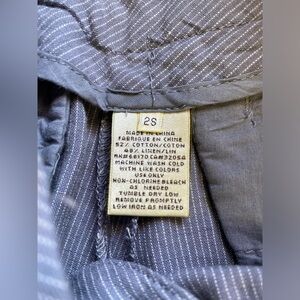 2S
MADE IN CHINA
FABRIQUE EN CHINE
52% COTTON/COTON
48% LINEN/LIN
MACHINE WASH COLD
WITH LIKE COLORS
USE ONLY
NON-CHLORINE BLEACH
AS NEEDED
TUMBLE DRY LOW
REMOVE PROMPTLY
LOW IRON AS NEEDED